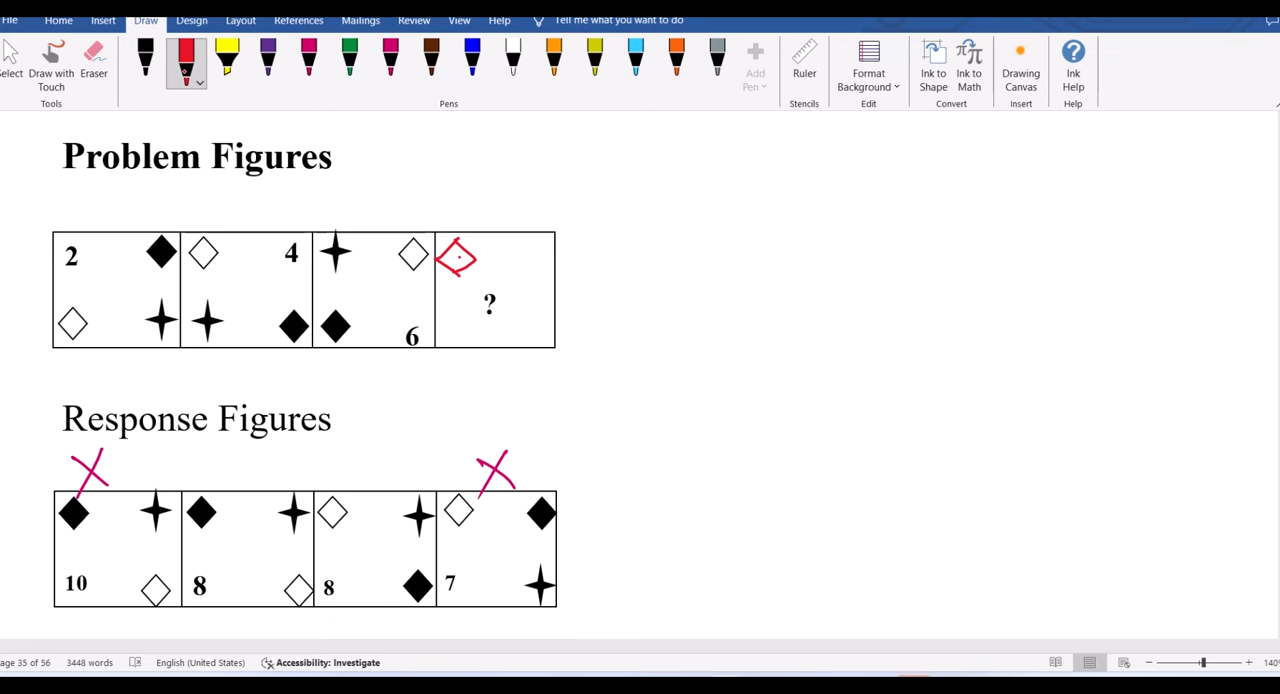 File Home Insert Draw Design Layout References Mailings Review View Help Tell me what you want to do
Select Draw with Touch Eraser Add Pen Ruler Format Background Ink to Shape Ink to Math Drawing Canvas Ink Help
Tools Pens Stencils Edit Convert Insert Help
Problem Figures
2 4
?
6
Response Figures
10 8 8 7
age 35 of 56 3448 words English (United States) Accessibility: Investigate 140%